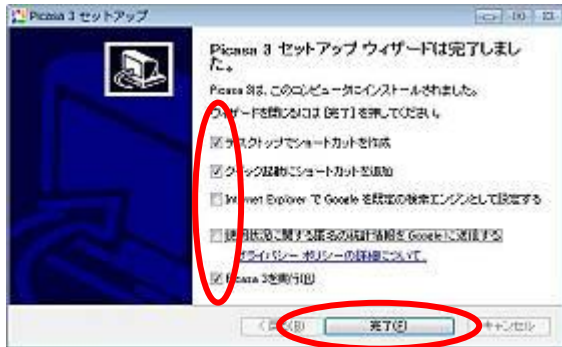 Picasa 3 セットアップ
Picasa 3 セットアップ ウィザードは完了しまし
た。
Picasa 3は、このコンピュータにインストールされました。
ウィザードを閉じるには [完了] を押してください。
デスクトップでショートカットを作成
クイック起動にショートカットを追加
Internet Explorer で Google を既定の検索エンジンとして設定する
使用状況に関する匿名の統計情報を Google に送信する
プライバシー ポリシーの詳細について。
Picasa 3を実行(R)
< 戻る(B)
完了(F)
キャンセル